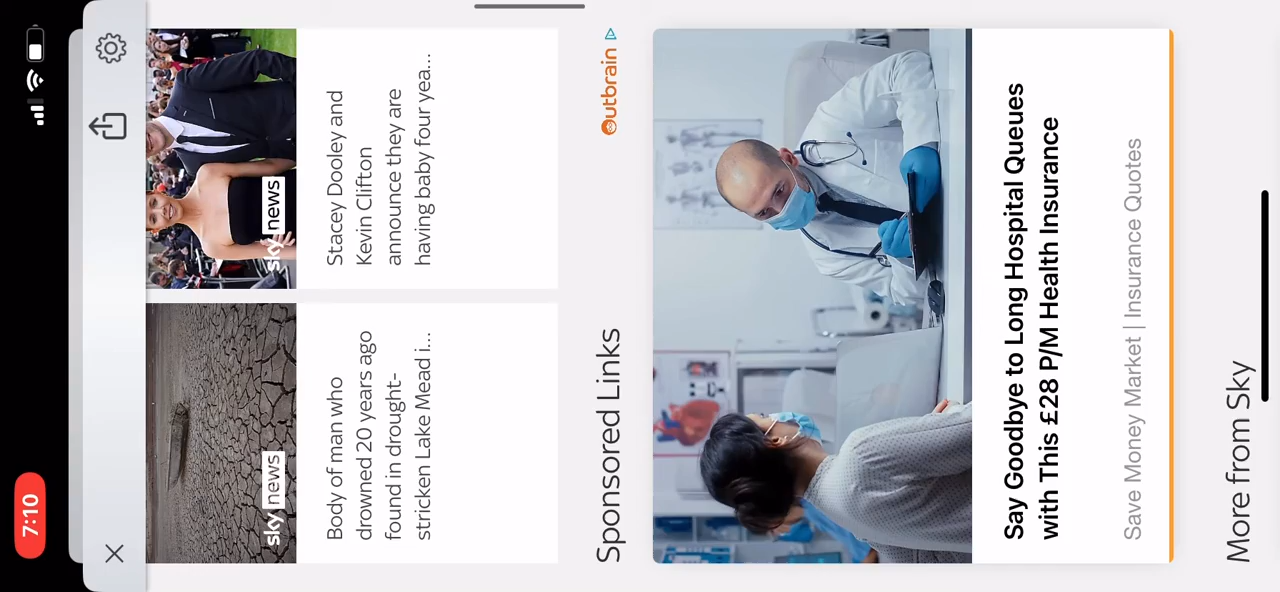 7:10
sky news
Body of man who
drowned 20 years ago
found in drought-
stricken Lake Mead i...
sky news
Stacey Dooley and
Kevin Clifton
announce they are
having baby four yea...
Sponsored Links
Outbrain
Say Goodbye to Long Hospital Queues
with This £28 P/M Health Insurance
Save Money Market | Insurance Quotes
More from Sky